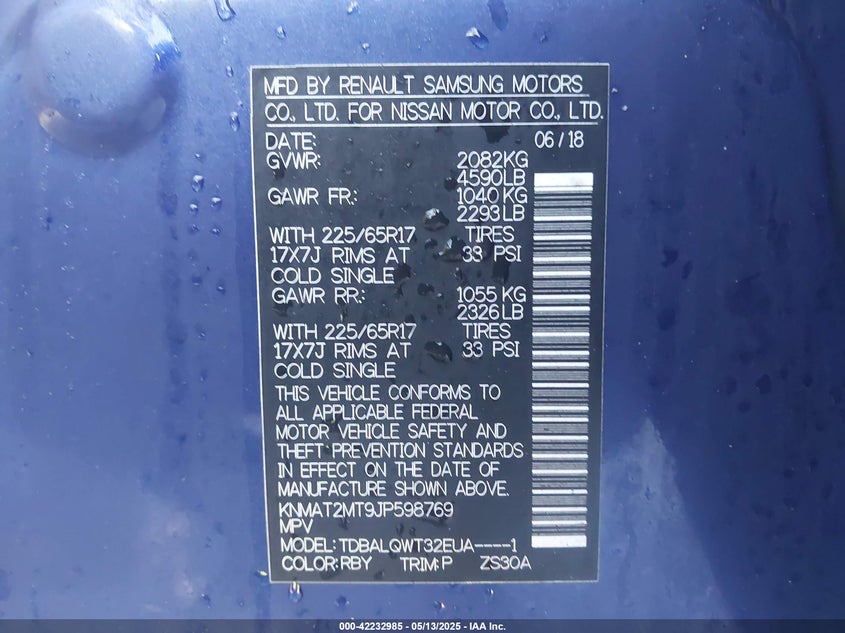 MFD BY RENAULT SAMSUNG MOTORS
CO., LTD. FOR NISSAN MOTOR CO., LTD.
DATE: 06/18
GVWR: 2082KG
4590LB
GAWR FR.: 1040 KG
2293 LB
WITH 225/65R17 TIRES
17X7J RIMS AT 33 PSI
COLD SINGLE
GAWR RR.: 1055 KG
2326 LB
WITH 225/65R17 TIRES
17X7J RIMS AT 33 PSI
COLD SINGLE
THIS VEHICLE CONFORMS TO
ALL APPLICABLE FEDERAL
MOTOR VEHICLE SAFETY AND
THEFT PREVENTION STANDARDS
IN EFFECT ON THE DATE OF
MANUFACTURE SHOWN ABOVE.
KNMAT2MT9JP598769
MPV
MODEL: TDBALQWT32EUA----1
COLOR: RBY TRIM: P ZS30A
000-42232985 - 05/13/2025 - IAA Inc.